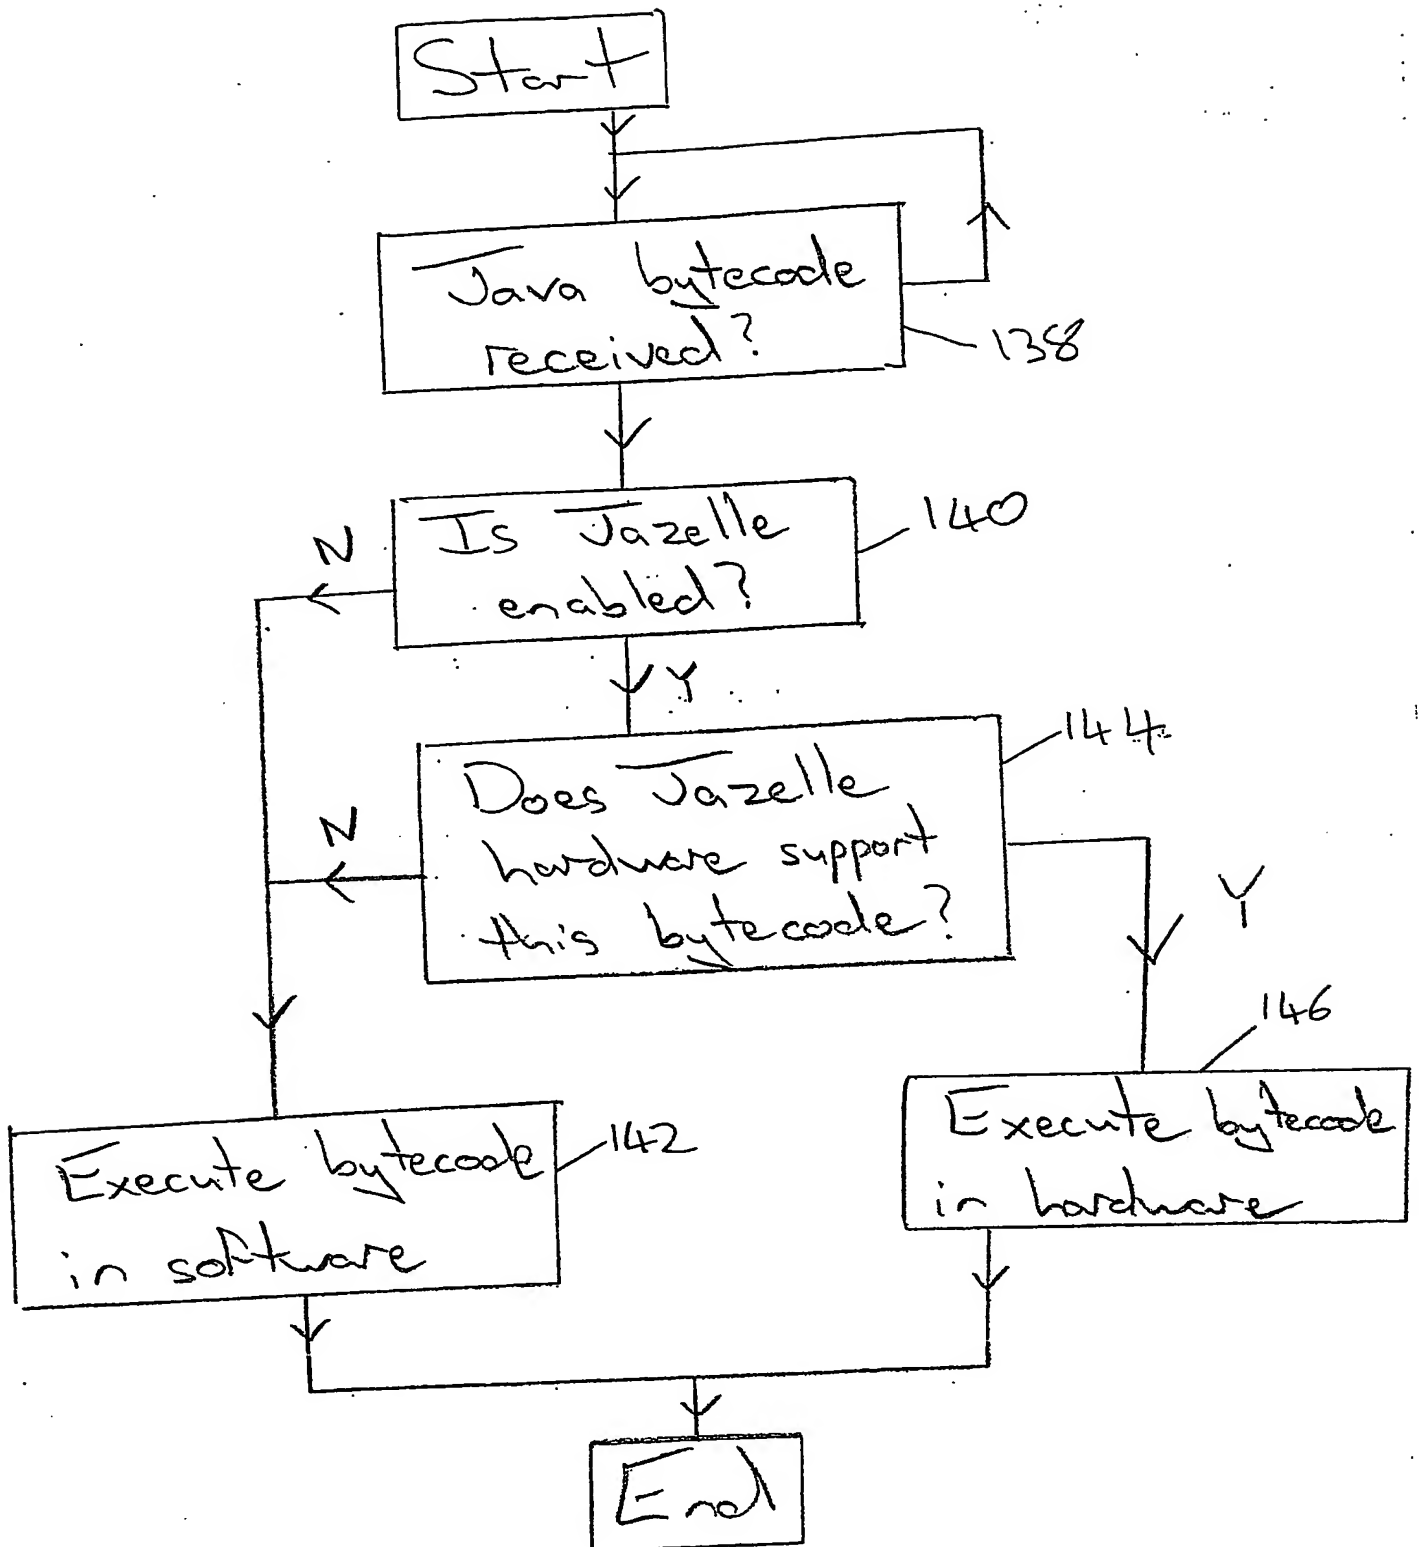 Start
Java bytecode
received?
138
Is Jazelle
enabled?
140
N
Y
Does Jazelle
hardware support
this bytecode?
144
N
Y
146
Execute bytecode
in software
142
Execute bytecode
in hardware
End